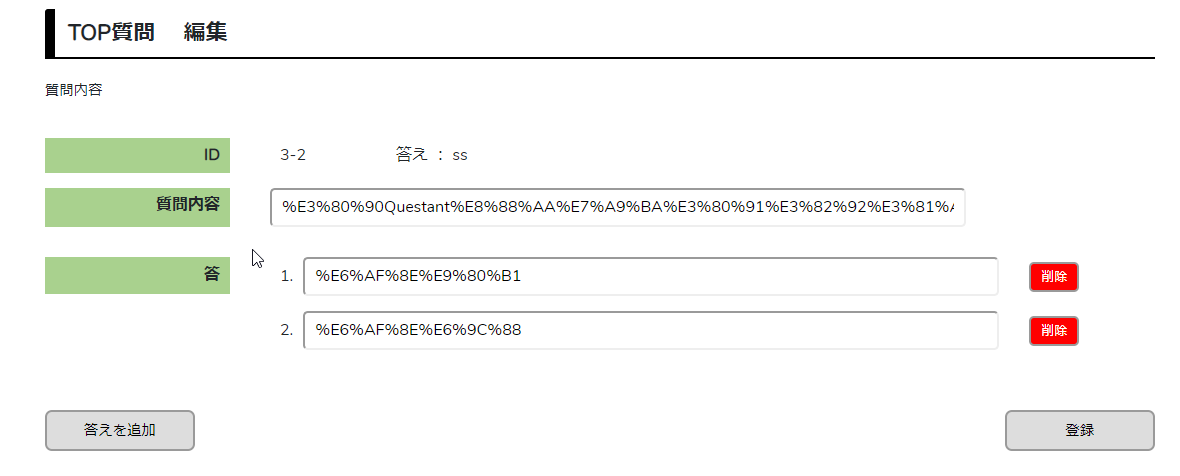 TOP質問 編集
質問内容
ID 3-2 答え : ss
質問内容 %E3%80%90Questant%E8%88%AA%E7%A9%BA%E3%80%91%E3%82%92%E3%81%A
答 1. %E6%AF%8E%E9%80%B1 削除
2. %E6%AF%8E%E6%9C%88 削除
答えを追加 登録